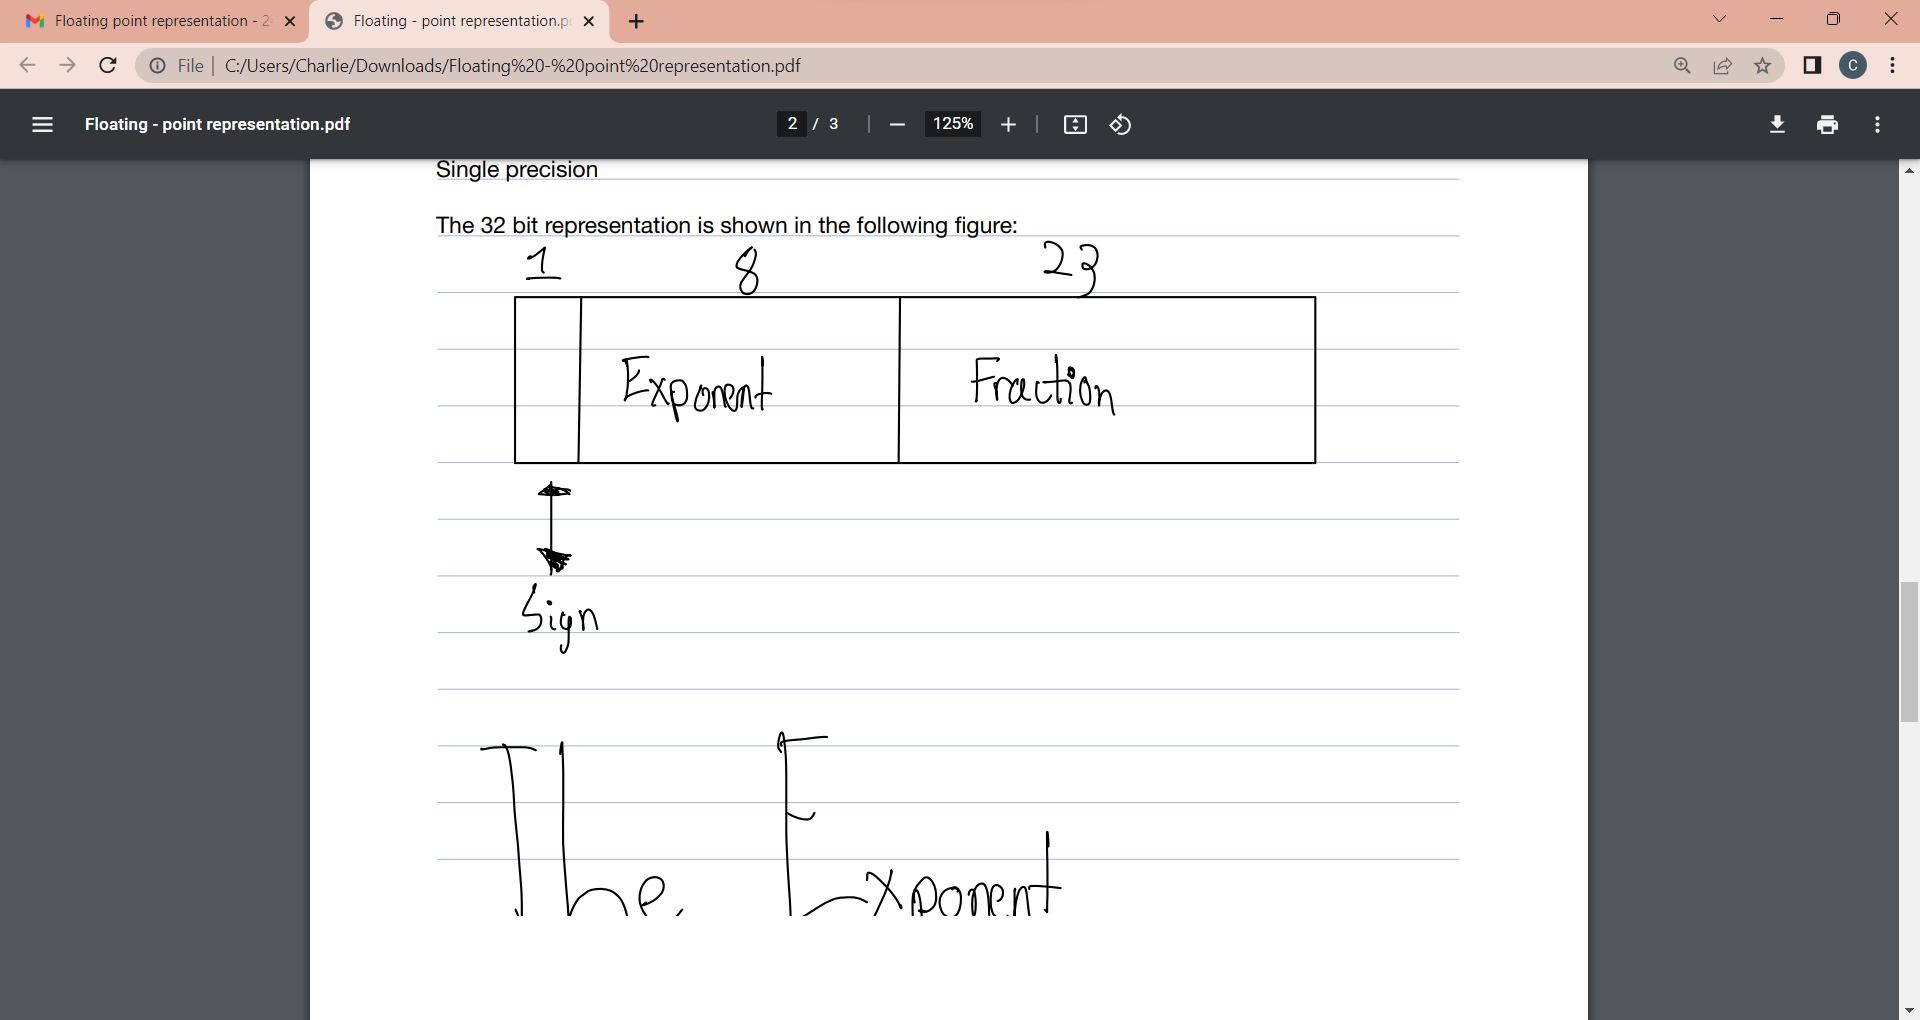 Floating point representation - 2
Floating - point representation.p
File | C:/Users/Charlie/Downloads/Floating%20-%20point%20representation.pdf
C
Floating - point representation.pdf
2 / 3
125%
Single precision
The 32 bit representation is shown in the following figure:
1 8 23
Exponent Fraction
Sign
The Exponent